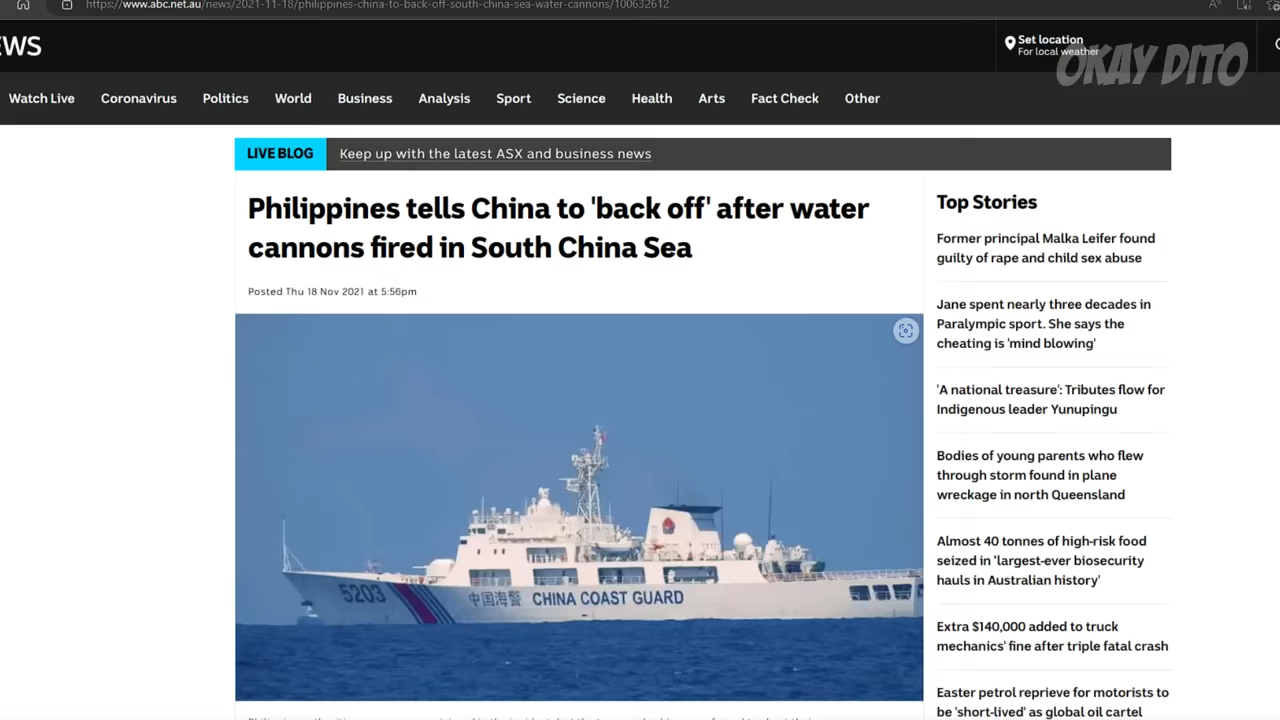 https://www.abc.net.au/news/2021-11-18/philippines-china-to-back-off-south-china-sea-water-cannons/100632612
EWS
Set location
For local weather
OKAY DITO
Watch Live Coronavirus Politics World Business Analysis Sport Science Health Arts Fact Check Other
LIVE BLOG Keep up with the latest ASX and business news
Philippines tells China to 'back off' after water
cannons fired in South China Sea
Posted Thu 18 Nov 2021 at 5:56pm
5203
中国海警 CHINA COAST GUARD
Top Stories
Former principal Malka Leifer found
guilty of rape and child sex abuse
Jane spent nearly three decades in
Paralympic sport. She says the
cheating is 'mind blowing'
'A national treasure': Tributes flow for
Indigenous leader Yunupingu
Bodies of young parents who flew
through storm found in plane
wreckage in north Queensland
Almost 40 tonnes of high-risk food
seized in 'largest-ever biosecurity
hauls in Australian history'
Extra $140,000 added to truck
mechanics' fine after triple fatal crash
Easter petrol reprieve for motorists to
be 'short-lived' as global oil cartel